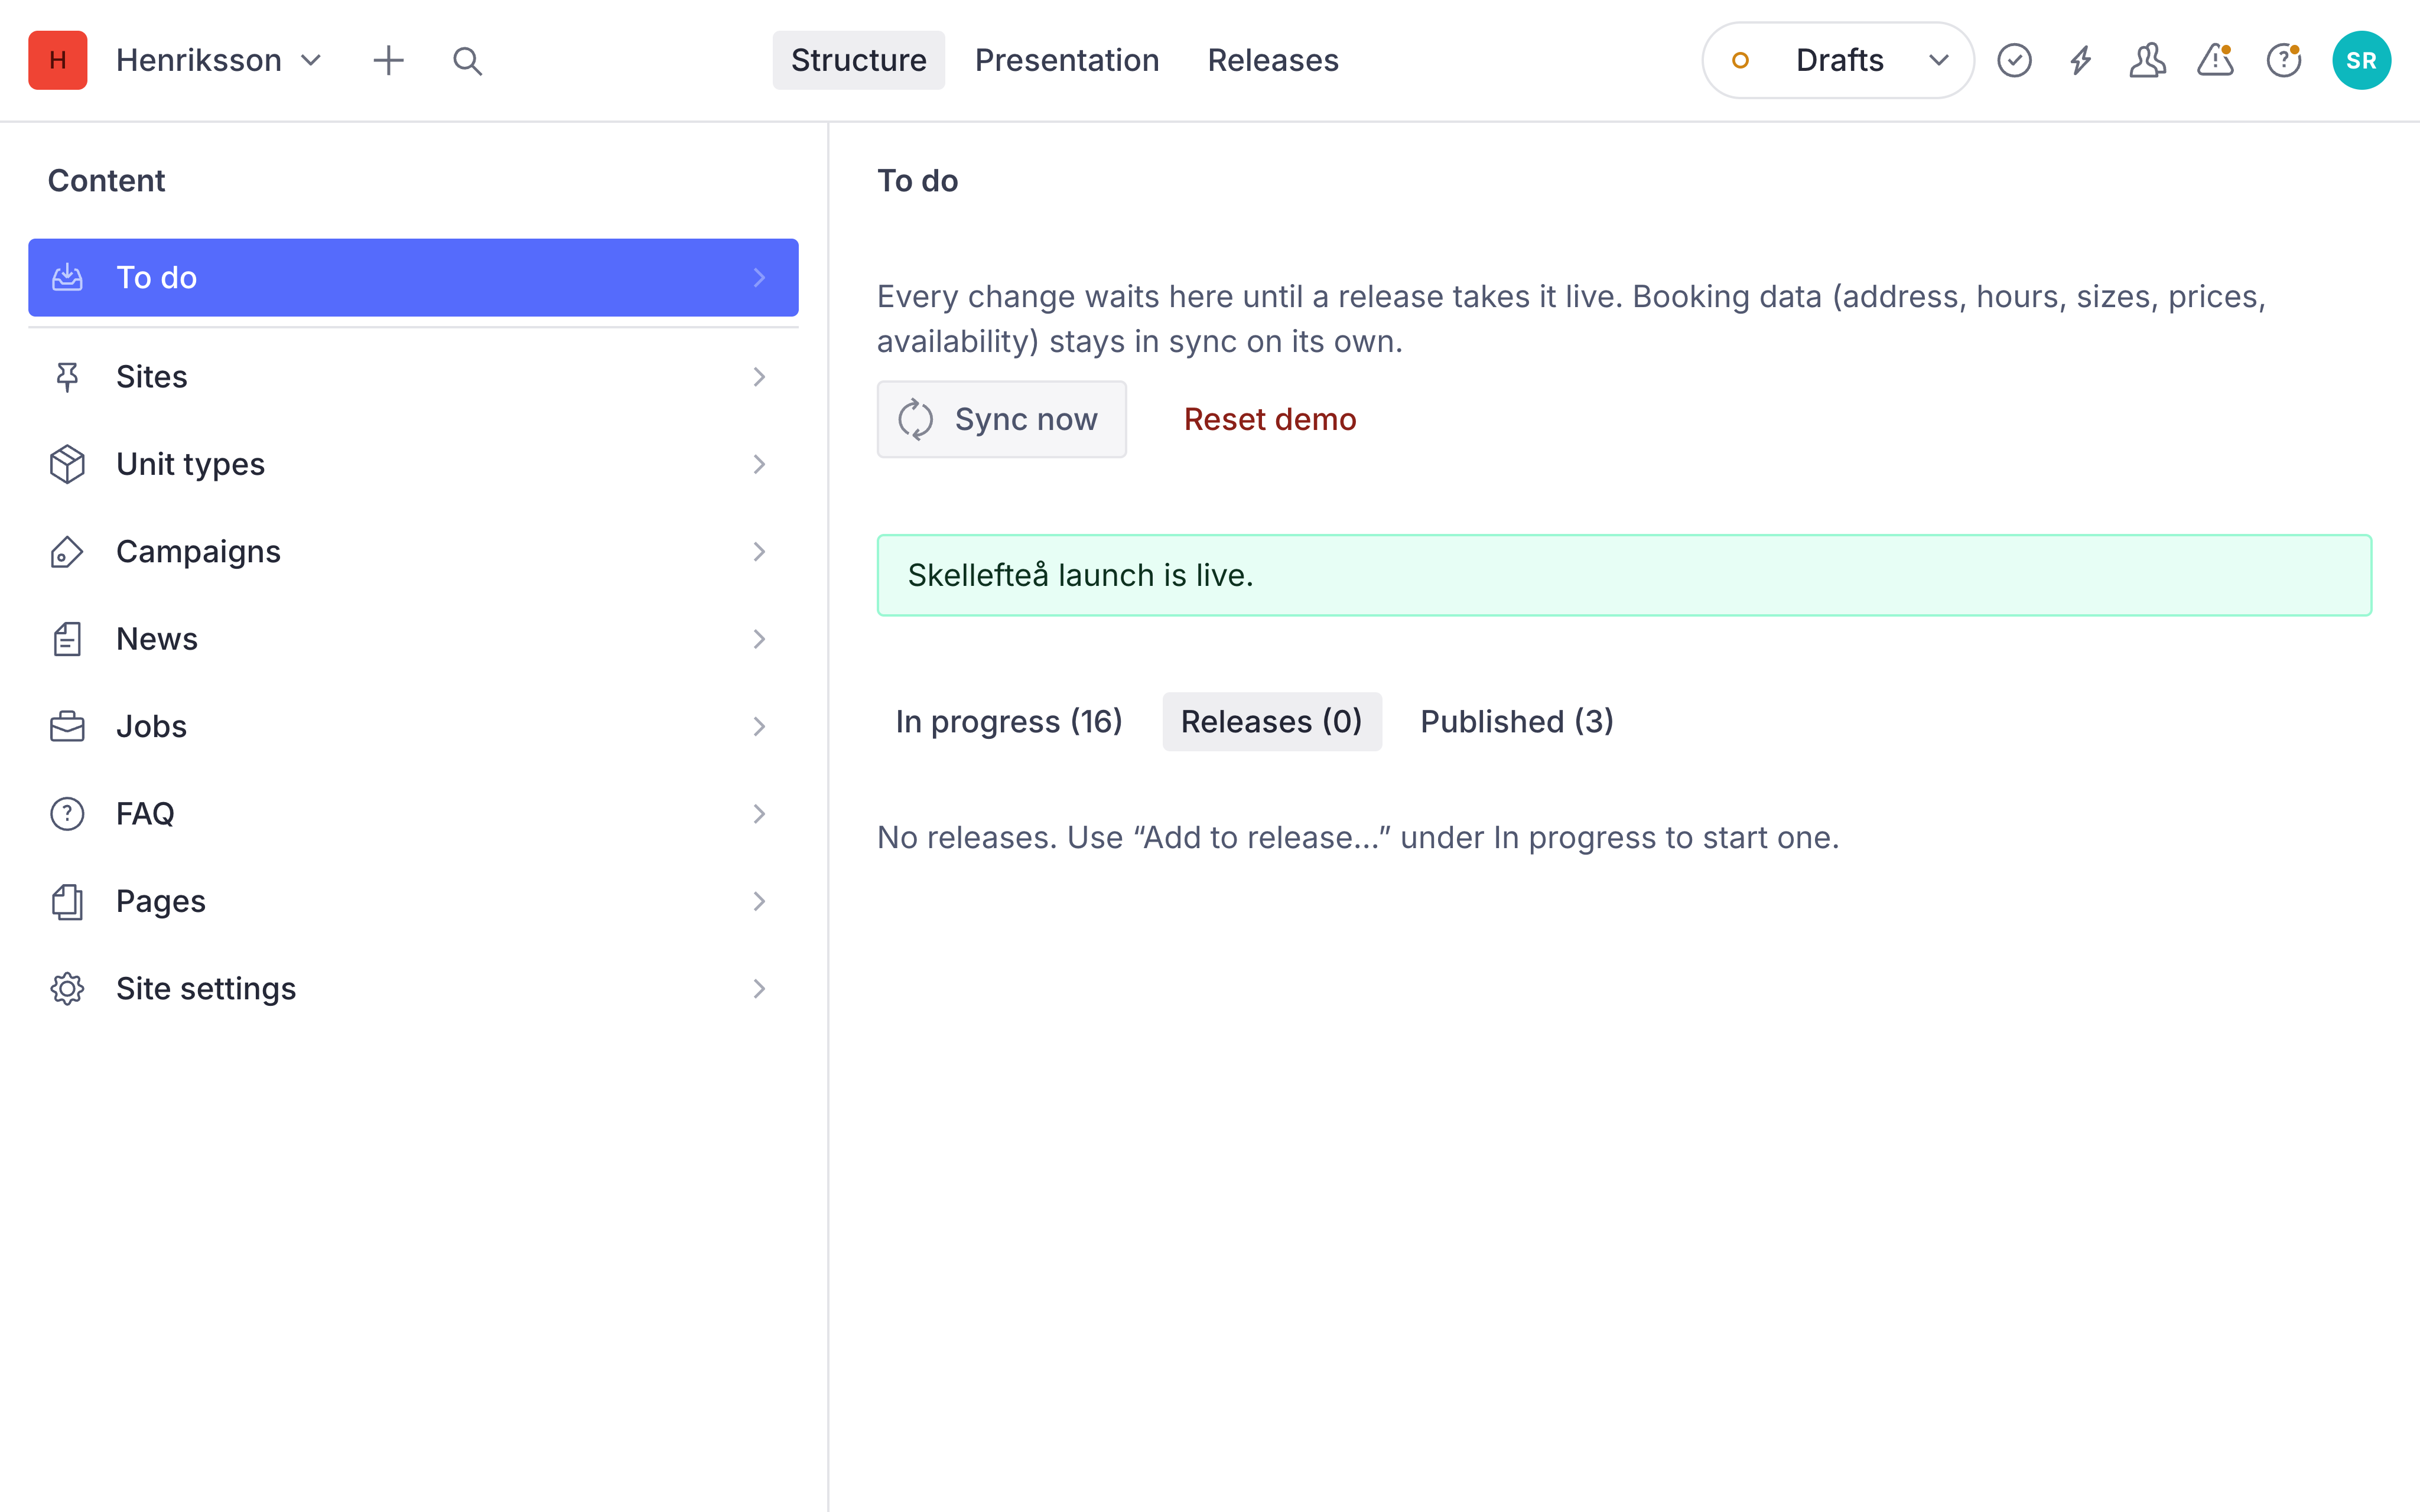 H Henriksson Structure Presentation Releases Drafts SR
Content
To do
Sites
Unit types
Campaigns
News
Jobs
FAQ
Pages
Site settings
To do
Every change waits here until a release takes it live. Booking data (address, hours, sizes, prices,
availability) stays in sync on its own.
Sync now Reset demo
Skellefteå launch is live.
In progress (16) Releases (0) Published (3)
No releases. Use “Add to release...” under In progress to start one.